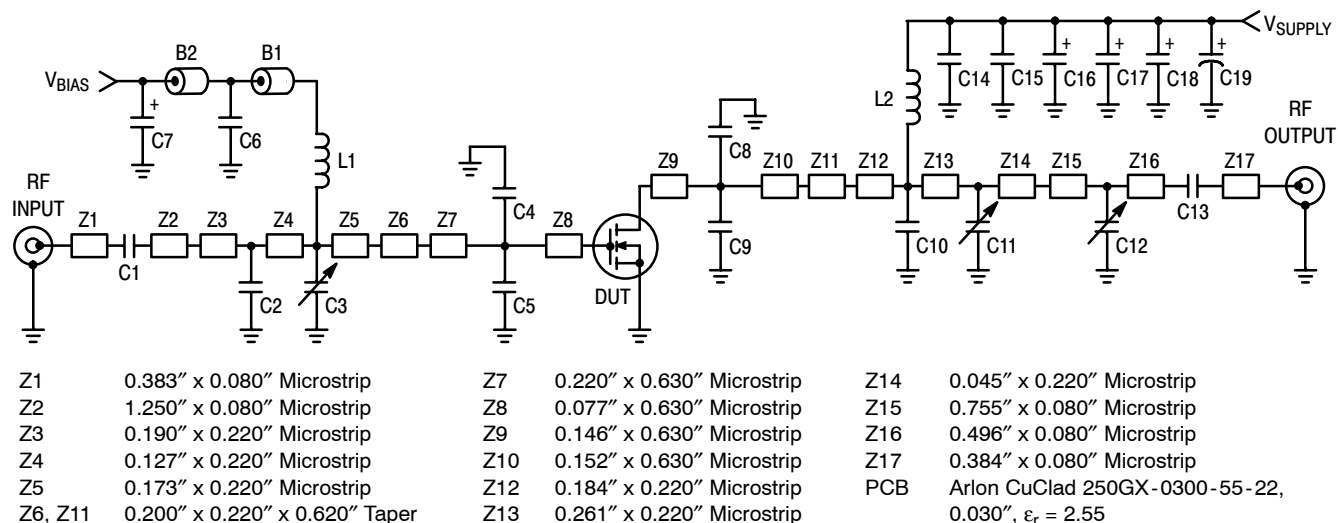 B2 B1
V_BIAS
+
C7 C6
L1
RF INPUT
Z1 C1 Z2 Z3 Z4 Z5 Z6 Z7 Z8
C2 C3 C4 C5
DUT
Z9 C8 Z10 Z11 Z12 Z13 Z14 Z15 Z16 Z17
C9 C10 C11 C12 C13
L2
+ + + +
C14 C15 C16 C17 C18 C19
V_SUPPLY
RF OUTPUT
Z1 0.383″ x 0.080″ Microstrip
Z2 1.250″ x 0.080″ Microstrip
Z3 0.190″ x 0.220″ Microstrip
Z4 0.127″ x 0.220″ Microstrip
Z5 0.173″ x 0.220″ Microstrip
Z6, Z11 0.200″ x 0.220″ x 0.620″ Taper
Z7 0.220″ x 0.630″ Microstrip
Z8 0.077″ x 0.630″ Microstrip
Z9 0.146″ x 0.630″ Microstrip
Z10 0.152″ x 0.630″ Microstrip
Z12 0.184″ x 0.220″ Microstrip
Z13 0.261″ x 0.220″ Microstrip
Z14 0.045″ x 0.220″ Microstrip
Z15 0.755″ x 0.080″ Microstrip
Z16 0.496″ x 0.080″ Microstrip
Z17 0.384″ x 0.080″ Microstrip
PCB Arlon CuClad 250GX-0300-55-22,
0.030″, εr = 2.55